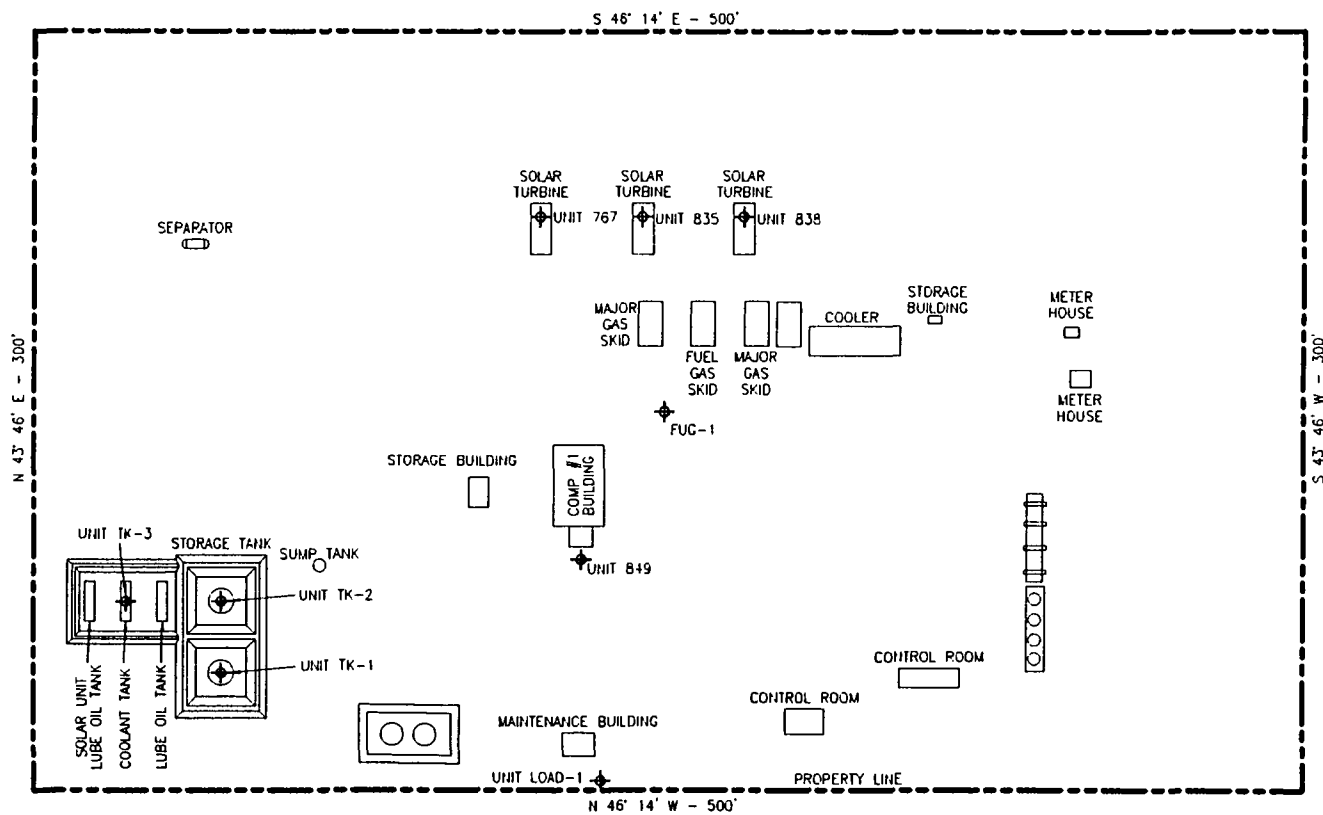 S 46° 14' E - 500'
SOLAR
TURBINE
SOLAR
TURBINE
SOLAR
TURBINE
UNIT 767
UNIT 835
UNIT 838
SEPARATOR
MAJOR
GAS
SKID
FUEL
GAS
SKID
MAJOR
GAS
SKID
COOLER
STORAGE
BUILDING
METER
HOUSE
METER
HOUSE
N 43° 46' E - 300'
S 43° 46' W - 300'
FUG-1
STORAGE BUILDING
COMP #1
BUILDING
UNIT TK-3
STORAGE TANK
SUMP TANK
UNIT 849
UNIT TK-2
UNIT TK-1
SOLAR UNIT
LUBE OIL TANK
COOLANT TANK
LUBE OIL TANK
CONTROL ROOM
CONTROL ROOM
MAINTENANCE BUILDING
UNIT LOAD-1
PROPERTY LINE
N 46° 14' W - 500'